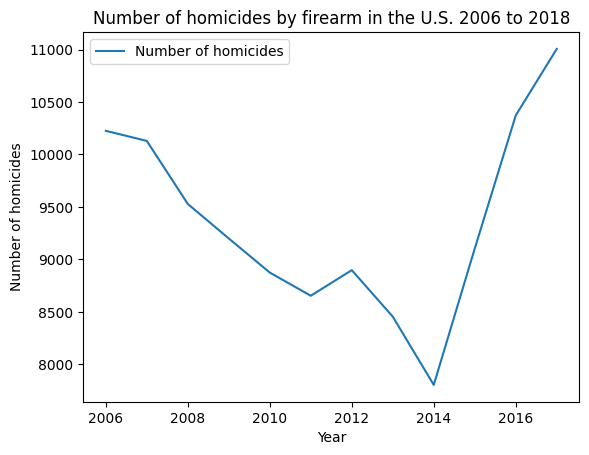 Number of homicides by firearm in the U.S. 2006 to 2018
Number of homicides
11000
10500
10000
9500
9000
8500
8000
Number of homicides
2006 2008 2010 2012 2014 2016
Year